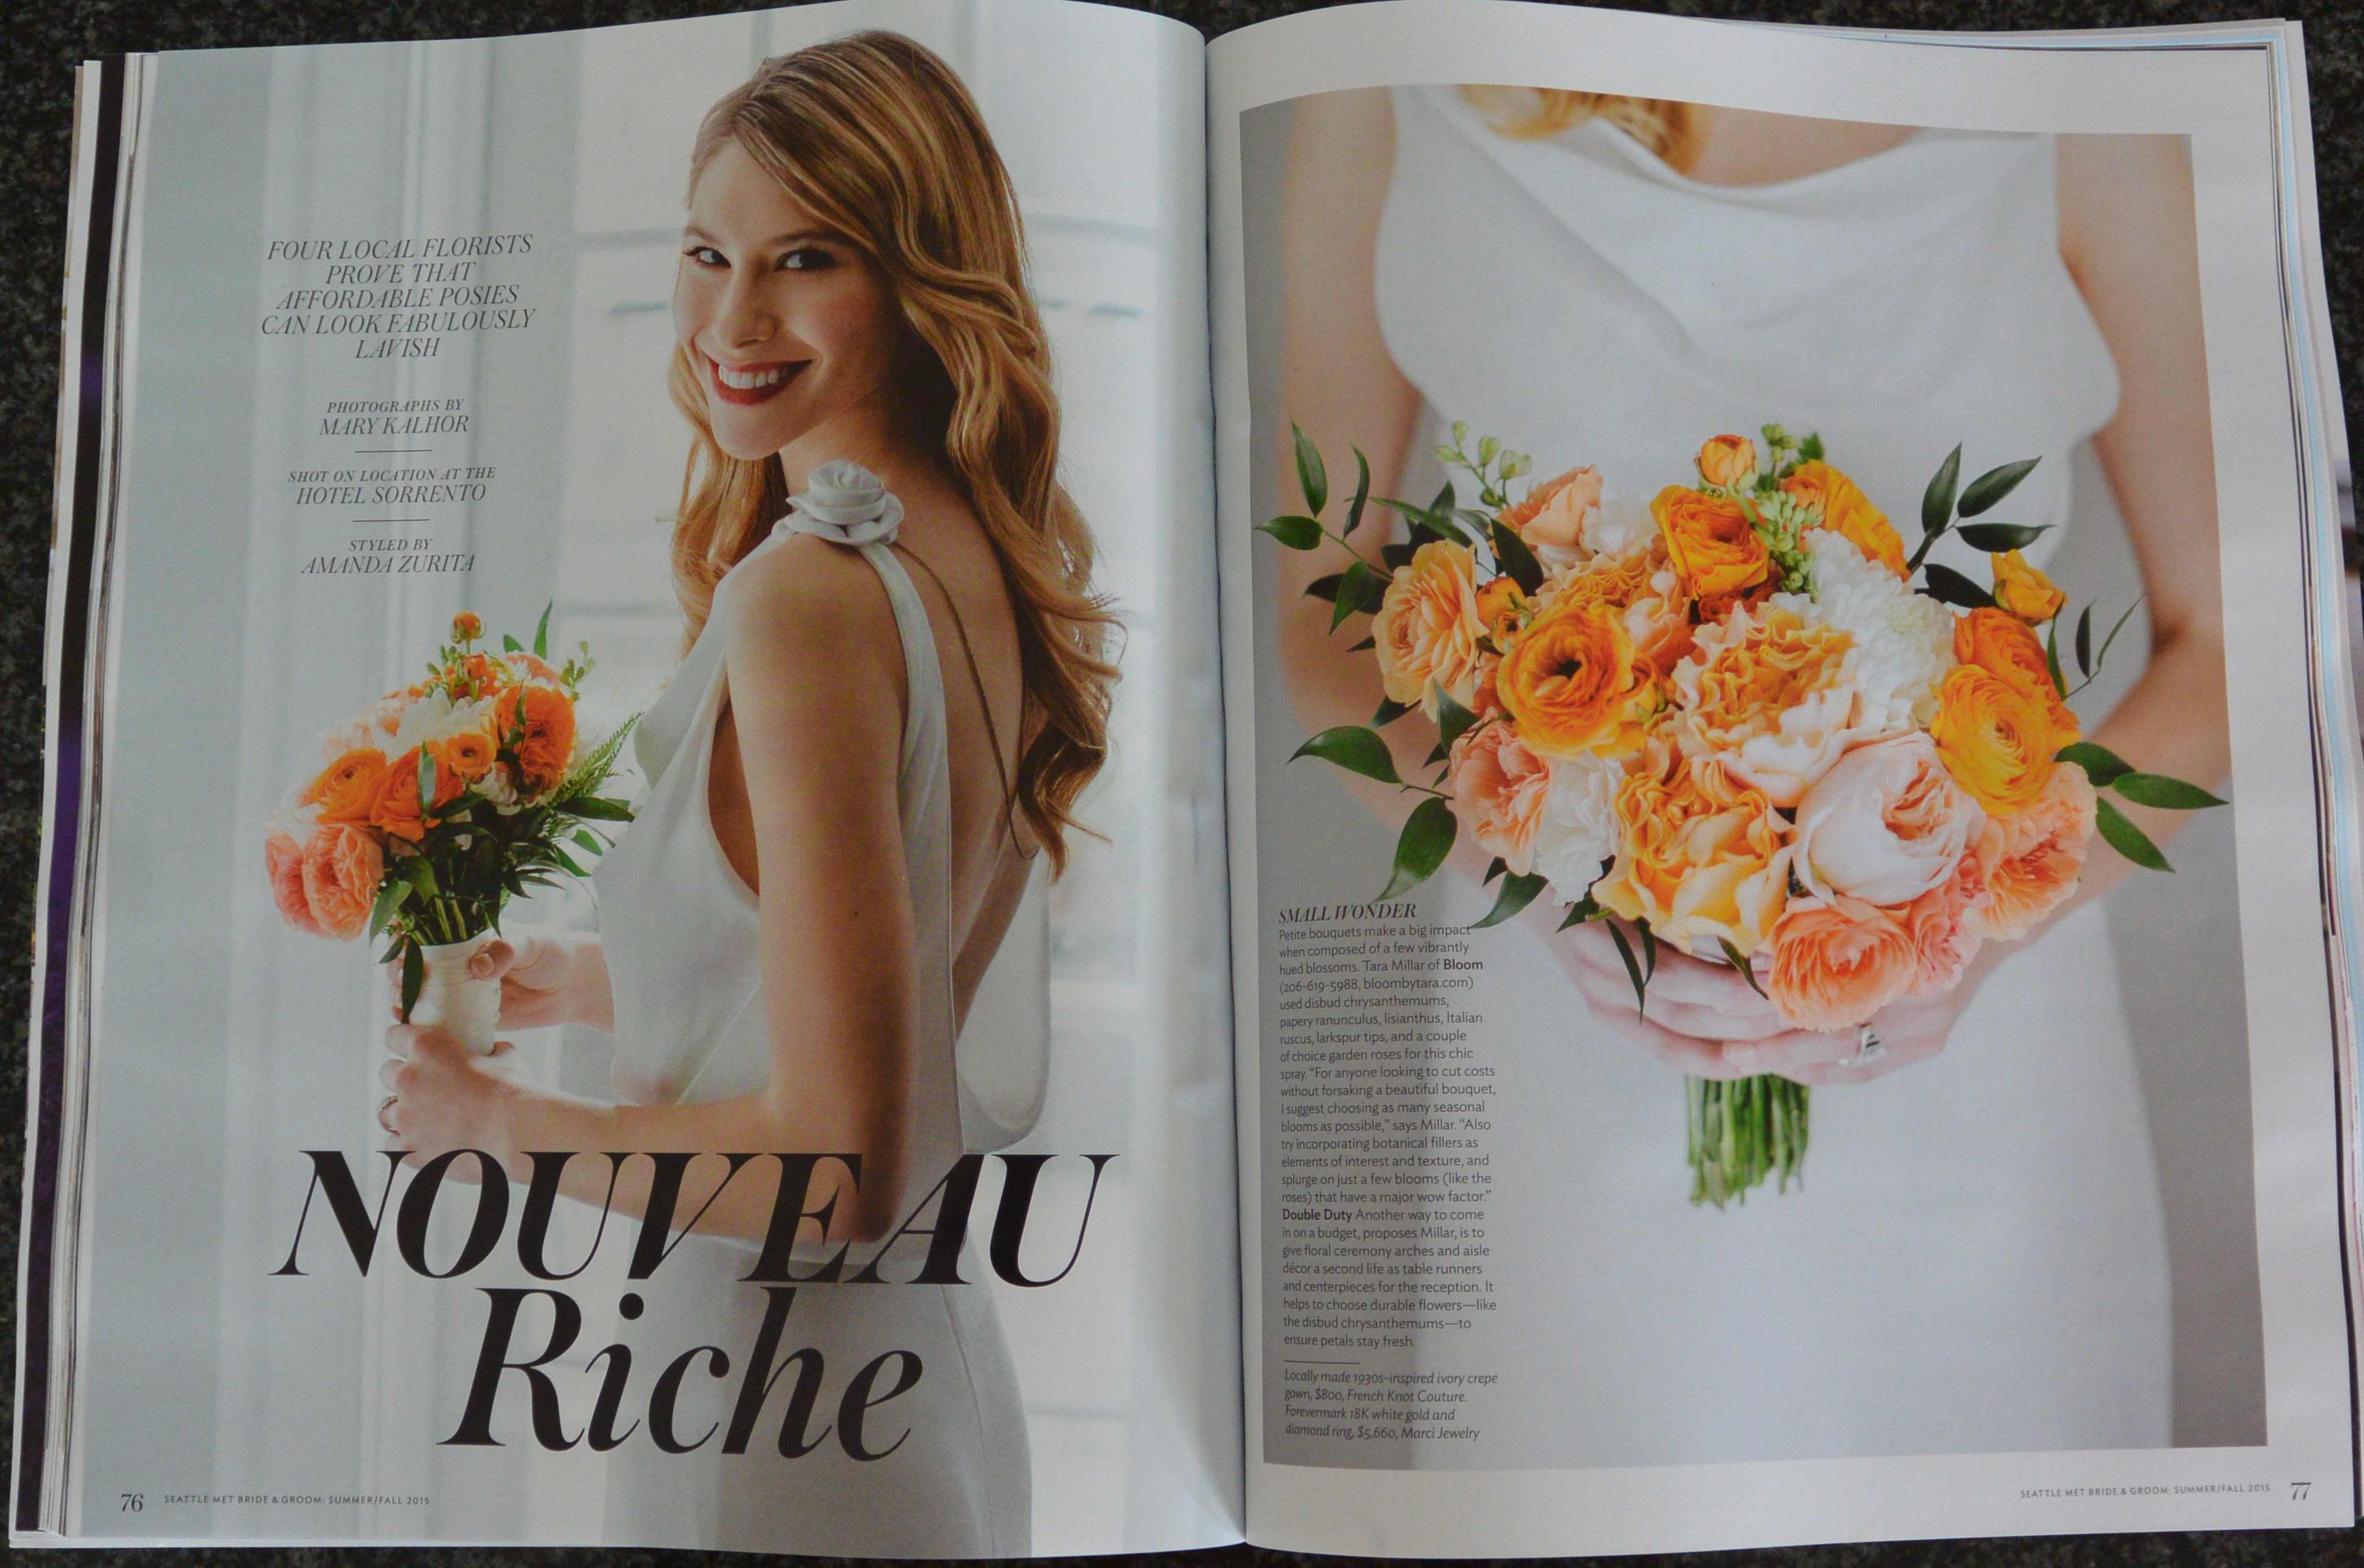 FOUR LOCAL FLORISTS
PROVE THAT
AFFORDABLE POSIES
CAN LOOK FABULOUSLY
LAVISH
PHOTOGRAPHS BY
MARY KALHOR
SHOT ON LOCATION AT THE
HOTEL SORRENTO
STYLED BY
AMANDA ZURITA
NOUVEAU
Riche
76 SEATTLE MET BRIDE & GROOM: SUMMER/FALL 2015
SMALL WONDER
Petite bouquets make a big impact
when composed of a few vibrantly
hued blossoms. Tara Millar of Bloom
(206-619-5988, bloombytara.com)
used disbud chrysanthemums,
papery ranunculus, lisianthus, Italian
ruscus, larkspur tips, and a couple
of choice garden roses for this chic
spray. “For anyone looking to cut costs
without forsaking a beautiful bouquet,
I suggest choosing as many seasonal
blooms as possible,” says Millar. “Also
try incorporating botanical fillers as
elements of interest and texture, and
splurge on just a few blooms (like the
roses) that have a major wow factor.”
Double Duty Another way to come
in on a budget, proposes Millar, is to
give floral ceremony arches and aisle
décor a second life as table runners
and centerpieces for the reception. It
helps to choose durable flowers—like
the disbud chrysanthemums—to
ensure petals stay fresh.
Locally made 1930s-inspired ivory crepe
gown, $800, French Knot Couture.
Forevermark 18K white gold and
diamond ring, $5,660, Marci Jewelry
SEATTLE MET BRIDE & GROOM: SUMMER/FALL 2015 77